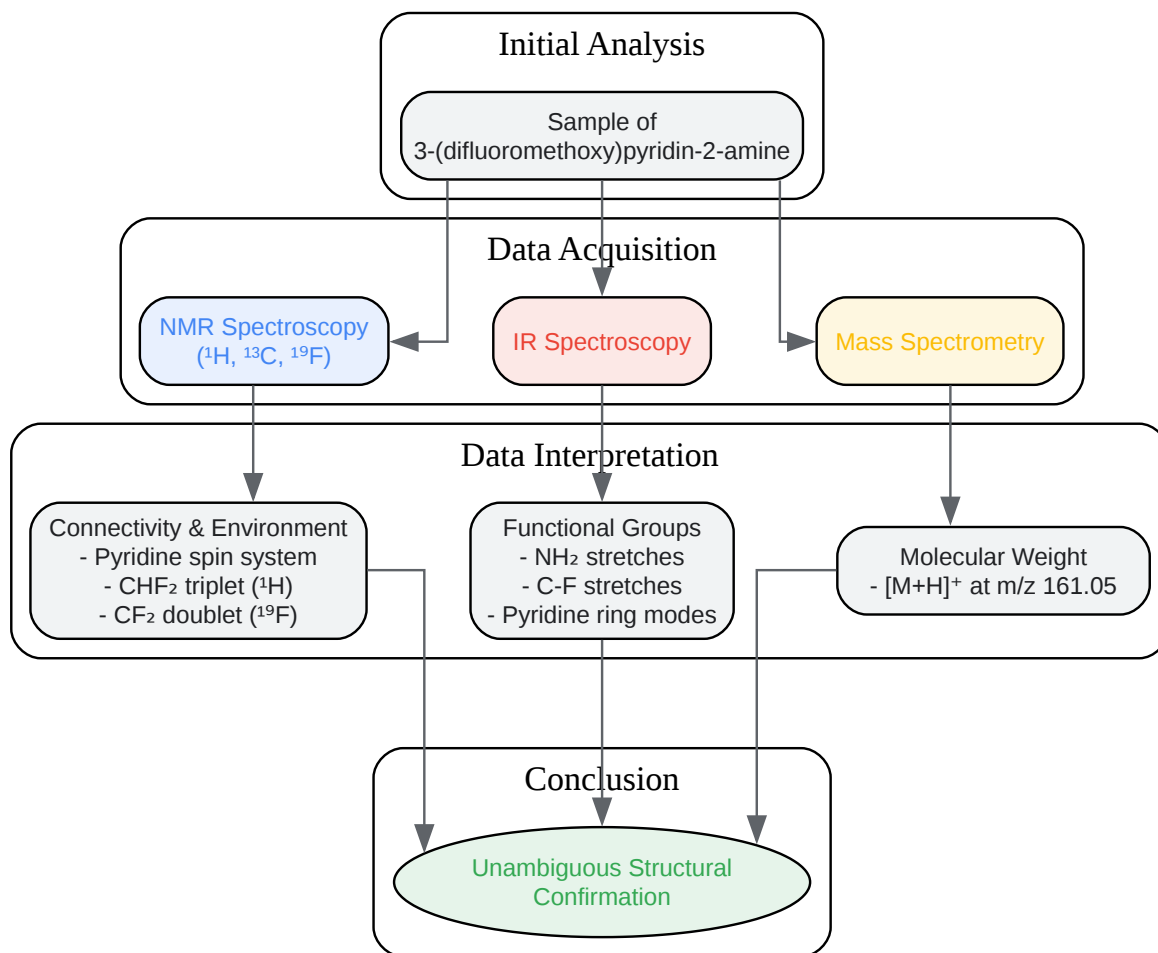 Initial Analysis
Sample of
3-(difluoromethoxy)pyridin-2-amine
Data Acquisition
NMR Spectroscopy
(¹H, ¹³C, ¹⁹F)
IR Spectroscopy
Mass Spectrometry
Data Interpretation
Connectivity & Environment
- Pyridine spin system
- CHF₂ triplet (¹H)
- CF₂ doublet (¹⁹F)
Functional Groups
- NH₂ stretches
- C-F stretches
- Pyridine ring modes
Molecular Weight
- [M+H]⁺ at m/z 161.05
Conclusion
Unambiguous Structural
Confirmation